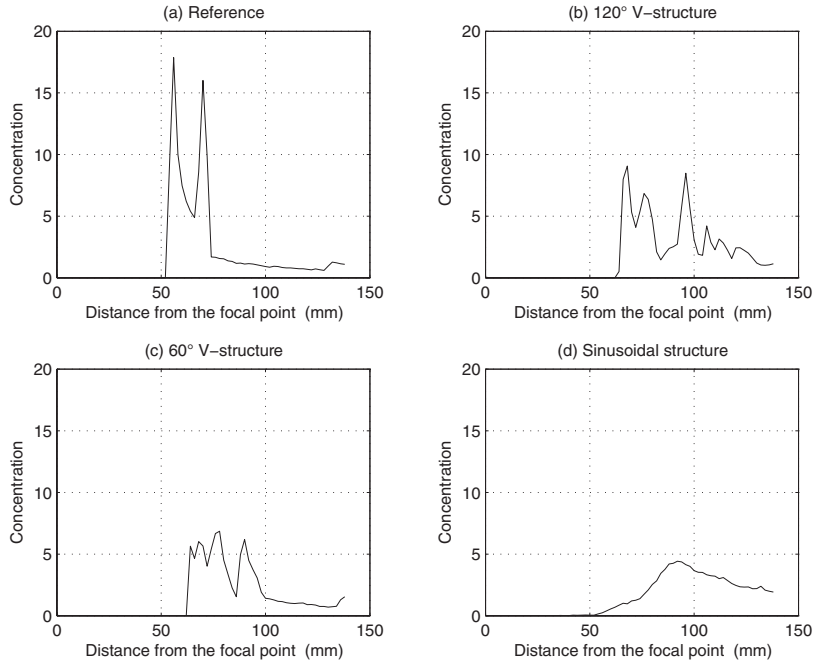 (a) Reference
20
15
10
5
0
Concentration
0 50 100 150
Distance from the focal point (mm)
(b) 120° V−structure
20
15
10
5
0
Concentration
0 50 100 150
Distance from the focal point (mm)
(c) 60° V−structure
20
15
10
5
0
Concentration
0 50 100 150
Distance from the focal point (mm)
(d) Sinusoidal structure
20
15
10
5
0
Concentration
0 50 100 150
Distance from the focal point (mm)